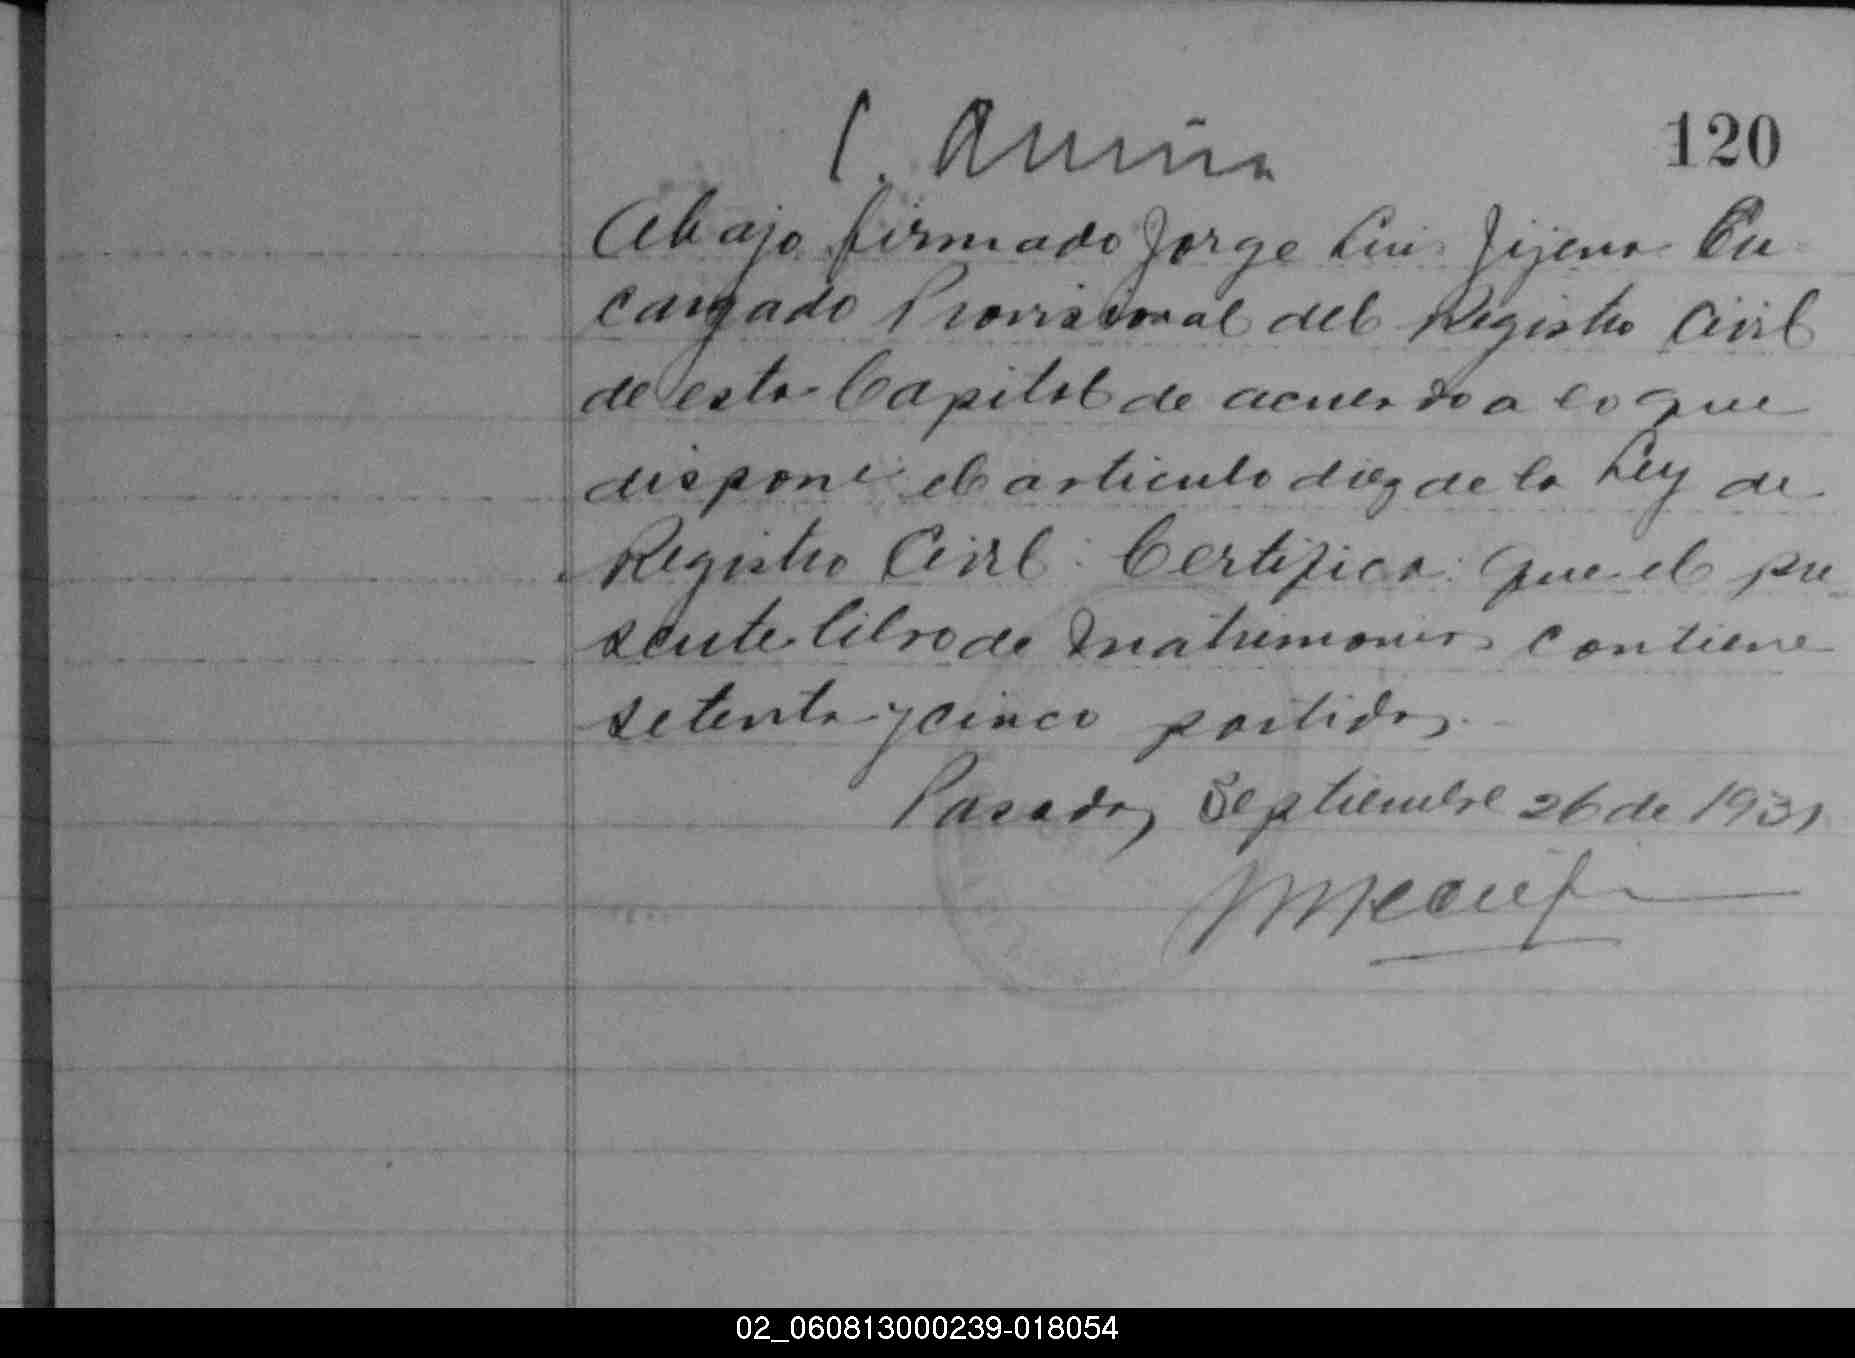 120
Abajo firmado Jorge Luis Jijena En
cargado Provisional del Registro Civil
de esta Capital de acuerdo a lo que
dispone el articulo diez de la Ley de
Registro Civil: Certifica: que el pre
sente libro de Matrimonios contiene
setenta y cinco partidas.
Posadas, Septiembre 26 de 1931
02_060813000239-018054